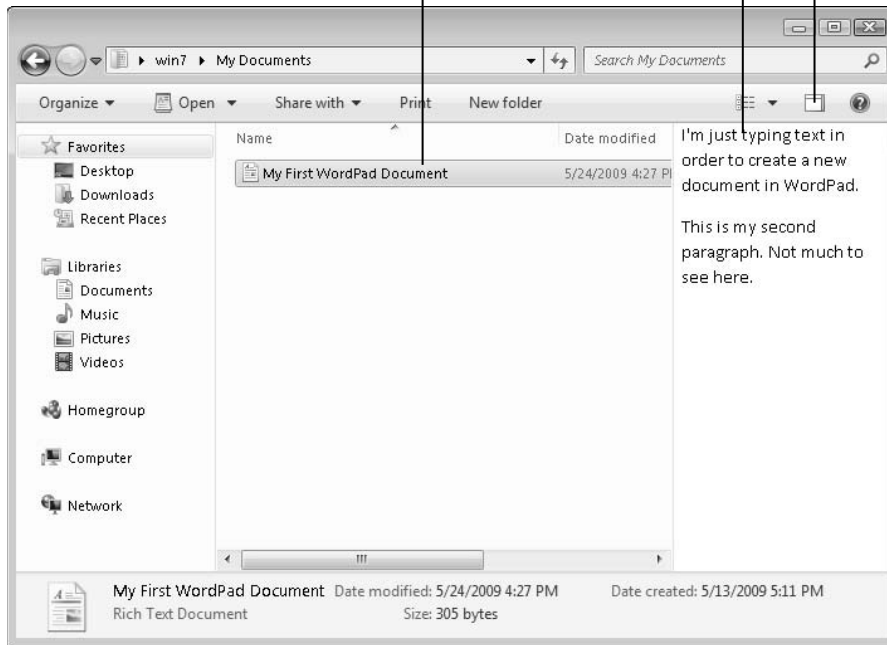 win7 My Documents Search My Documents
Organize Open Share with Print New folder
Favorites
Desktop
Downloads
Recent Places
Libraries
Documents
Music
Pictures
Videos
Homegroup
Computer
Network
Name Date modified
My First WordPad Document 5/24/2009 4:27 P
I'm just typing text in
order to create a new
document in WordPad.
This is my second
paragraph. Not much to
see here.
My First WordPad Document Date modified: 5/24/2009 4:27 PM Date created: 5/13/2009 5:11 PM
Rich Text Document Size: 305 bytes